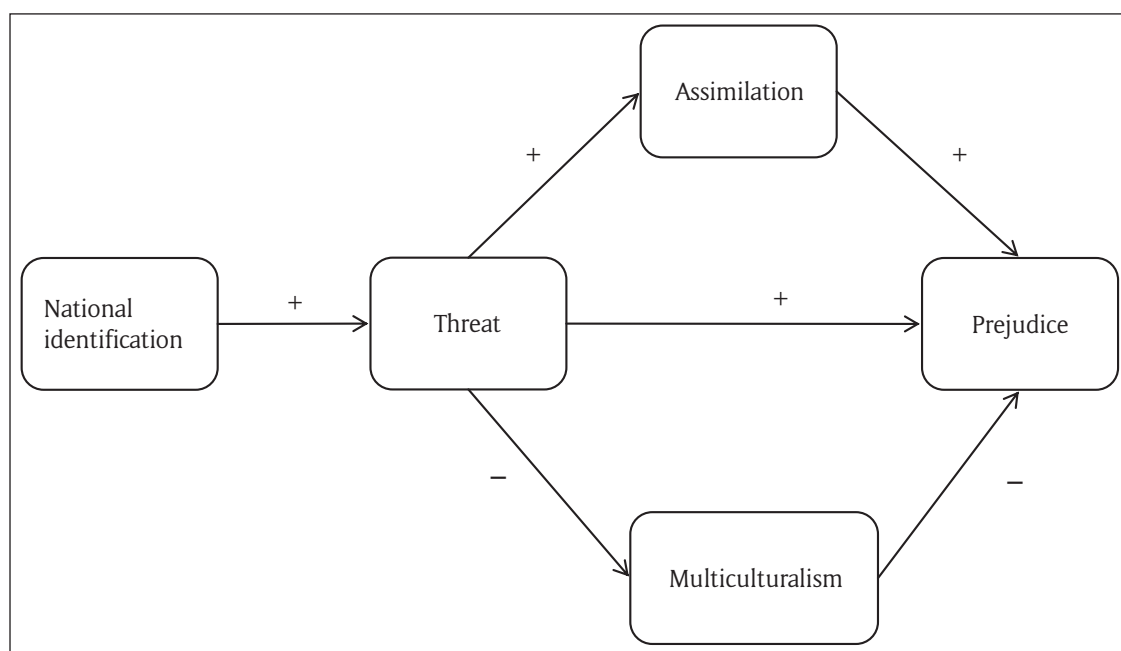 Assimilation
+
+
National
identification
+
Threat
+
Prejudice
−
−
Multiculturalism